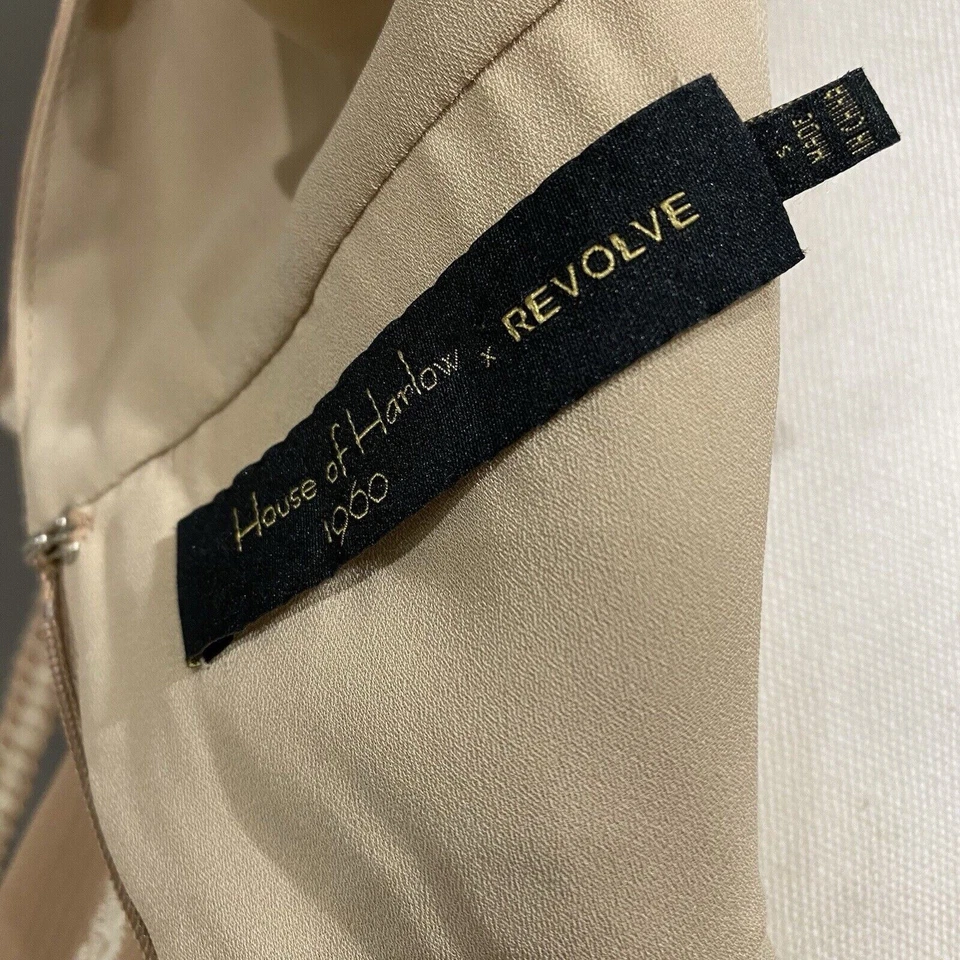 House of Harlow × REVOLVE
1960
S
MADE
IN CHINA